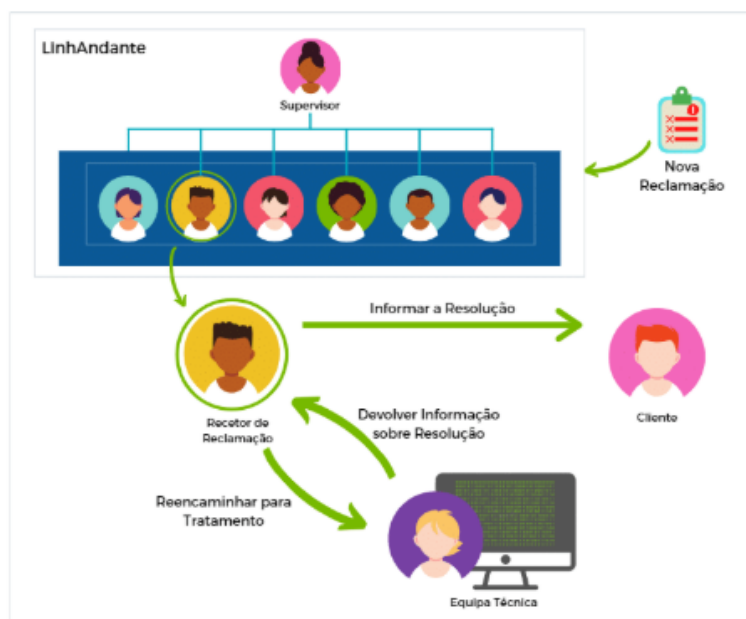 LinhAndante
Supervisor
Nova
Reclamação
Informar a Resolução
Recetor de
Reclamação
Cliente
Devolver Informação
sobre Resolução
Reencaminhar para
Tratamento
Equipa Técnica